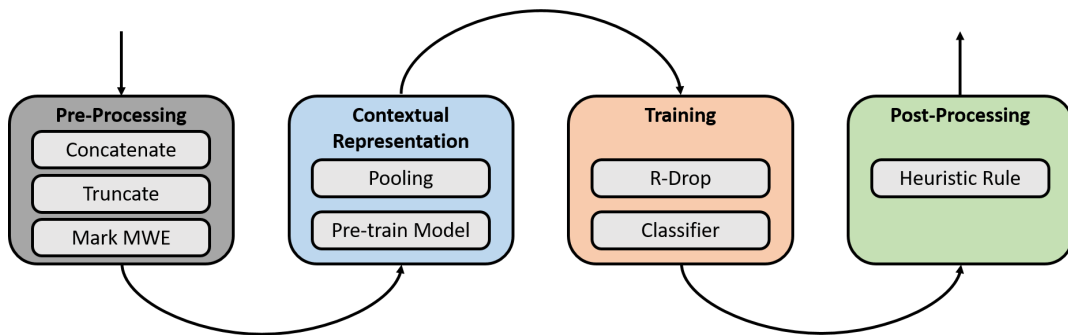 Pre-Processing
Concatenate
Truncate
Mark MWE
Contextual
Representation
Pooling
Pre-train Model
Training
R-Drop
Classifier
Post-Processing
Heuristic Rule